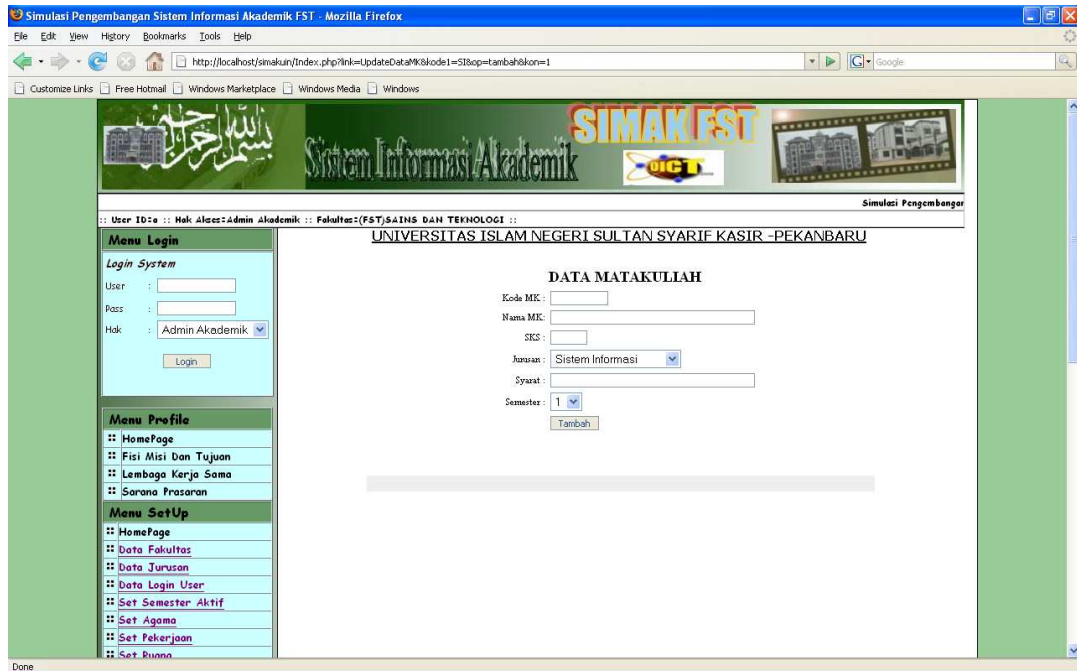 Simulasi Pengembangan Sistem Informasi Akademik FST - Mozilla Firefox
File Edit View History Bookmarks Tools Help
http://localhost/simakuin/Index.php?link=UpdateDataMK&kode1=SI&op=tambah&kon=1
G Google
Customize Links Free Hotmail Windows Marketplace Windows Media Windows
بسم الله الرحمن الرحيم
Sistem Informasi Akademik
SIMAK FST
OICT
Simulasi Pengembangan
:: User ID=a :: Hak Akses=Admin Akademik :: Fakultas=(FST)SAINS DAN TEKNOLOGI ::
UNIVERSITAS ISLAM NEGERI SULTAN SYARIF KASIR -PEKANBARU
Menu Login
Login System
User :
Pass :
Hak : Admin Akademik
Login
DATA MATAKULIAH
Kode MK :
Nama MK:
SKS :
Jurusan : Sistem Informasi
Syarat :
Semester : 1
Tambah
Menu Profile
HomePage
Fisi Misi Dan Tujuan
Lembaga Kerja Sama
Sarana Prasaran
Menu SetUp
HomePage
Data Fakultas
Data Jurusan
Data Login User
Set Semester Aktif
Set Agama
Set Pekerjaan
Set Ruang
Done